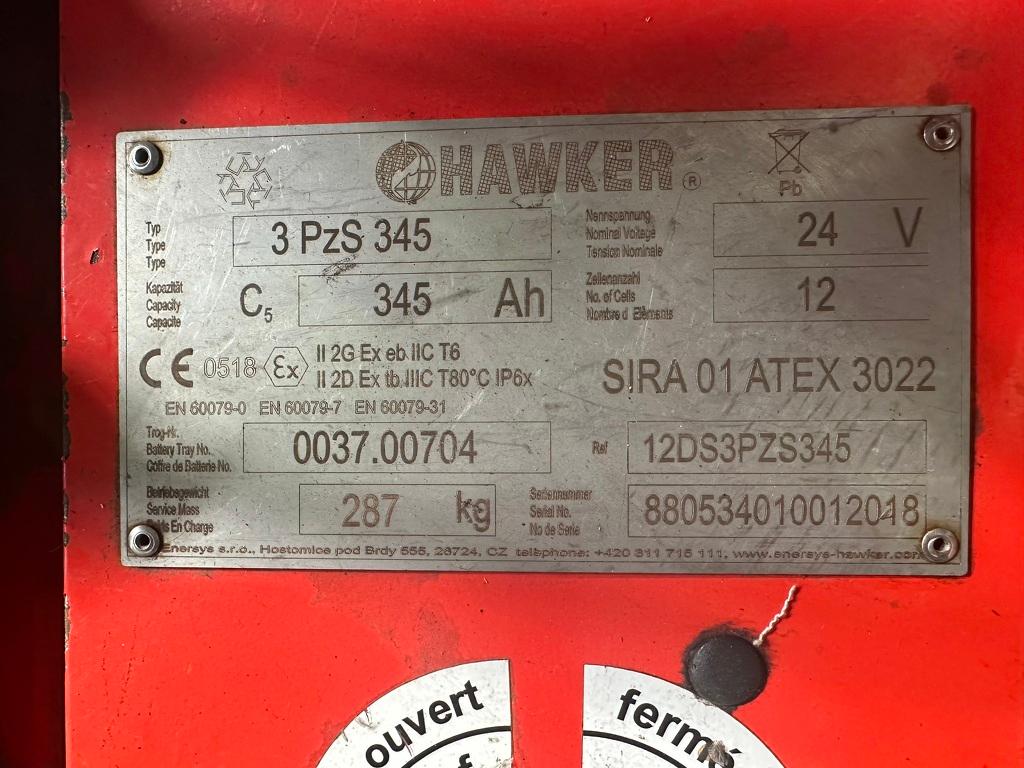 HAWKER ®
Pb
Typ
Type
Type
3 PzS 345
Nennspannung
Nominal Voltage
Tension Nominale
24 V
Kapazität
Capacity
Capacite
C5 345 Ah
Zellenanzahl
No. of Cells
Nombre d Eléments
12
CE 0518 Ex
II 2G Ex eb IIC T6
II 2D Ex tb IIIC T80°C IP6x
SIRA 01 ATEX 3022
EN 60079-0 EN 60079-7 EN 60079-31
Trog-Nr.
Battery Tray No.
Coffre de Batterie No.
0037.00704
Ref
12DS3PZS345
Betriebsgewicht
Service Mass
En Charge
287 kg
Seriennummer
Serial No.
No de Serie
880534010012018
Enersys s.r.o., Hostomice pod Brdy 555, 26724, CZ telephone: +420 311 715 111, www.enersys-hawker.com
ouvert
fermé